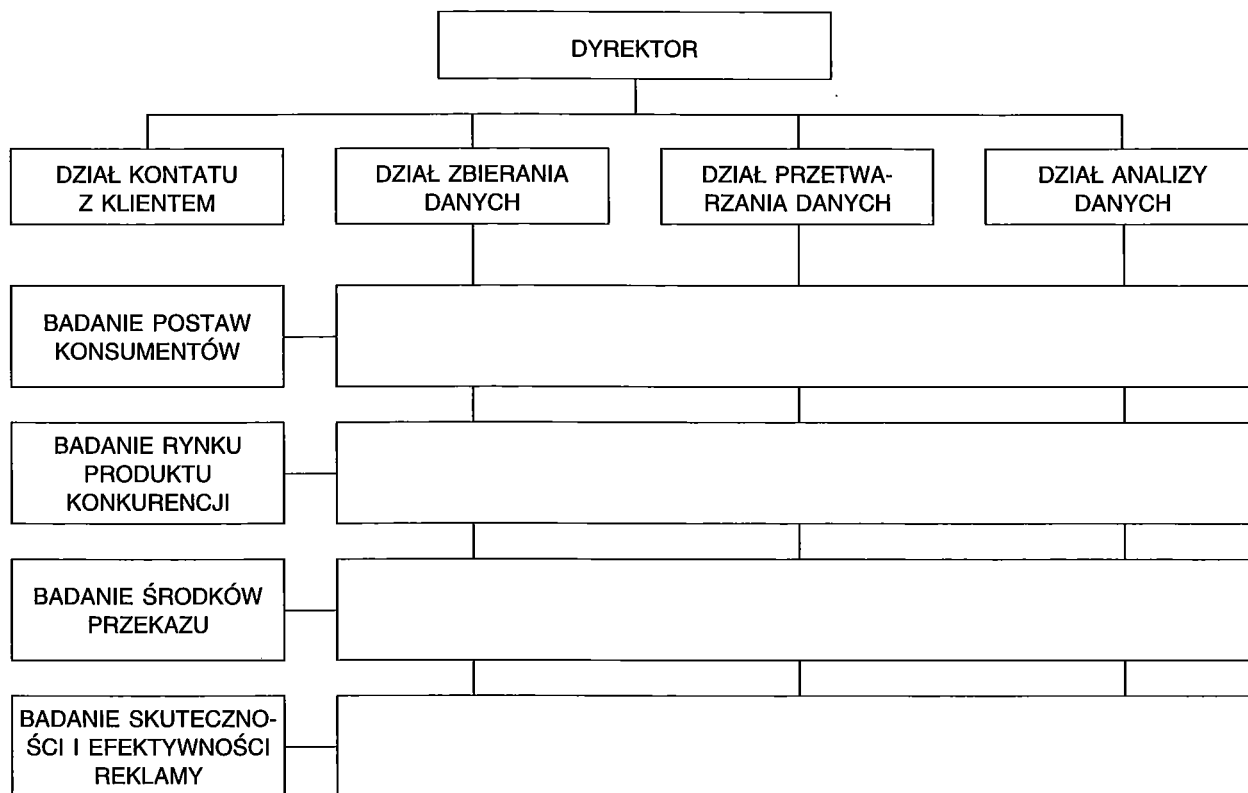 DYREKTOR
DZIAŁ KONTATU
Z KLIENTEM
DZIAŁ ZBIERANIA
DANYCH
DZIAŁ PRZETWA-
RZANIA DANYCH
DZIAŁ ANALIZY
DANYCH
BADANIE POSTAW
KONSUMENTÓW
BADANIE RYNKU
PRODUKTU
KONKURENCJI
BADANIE ŚRODKÓW
PRZEKAZU
BADANIE SKUTECZNO-
ŚCI I EFEKTYWNOŚCI
REKLAMY